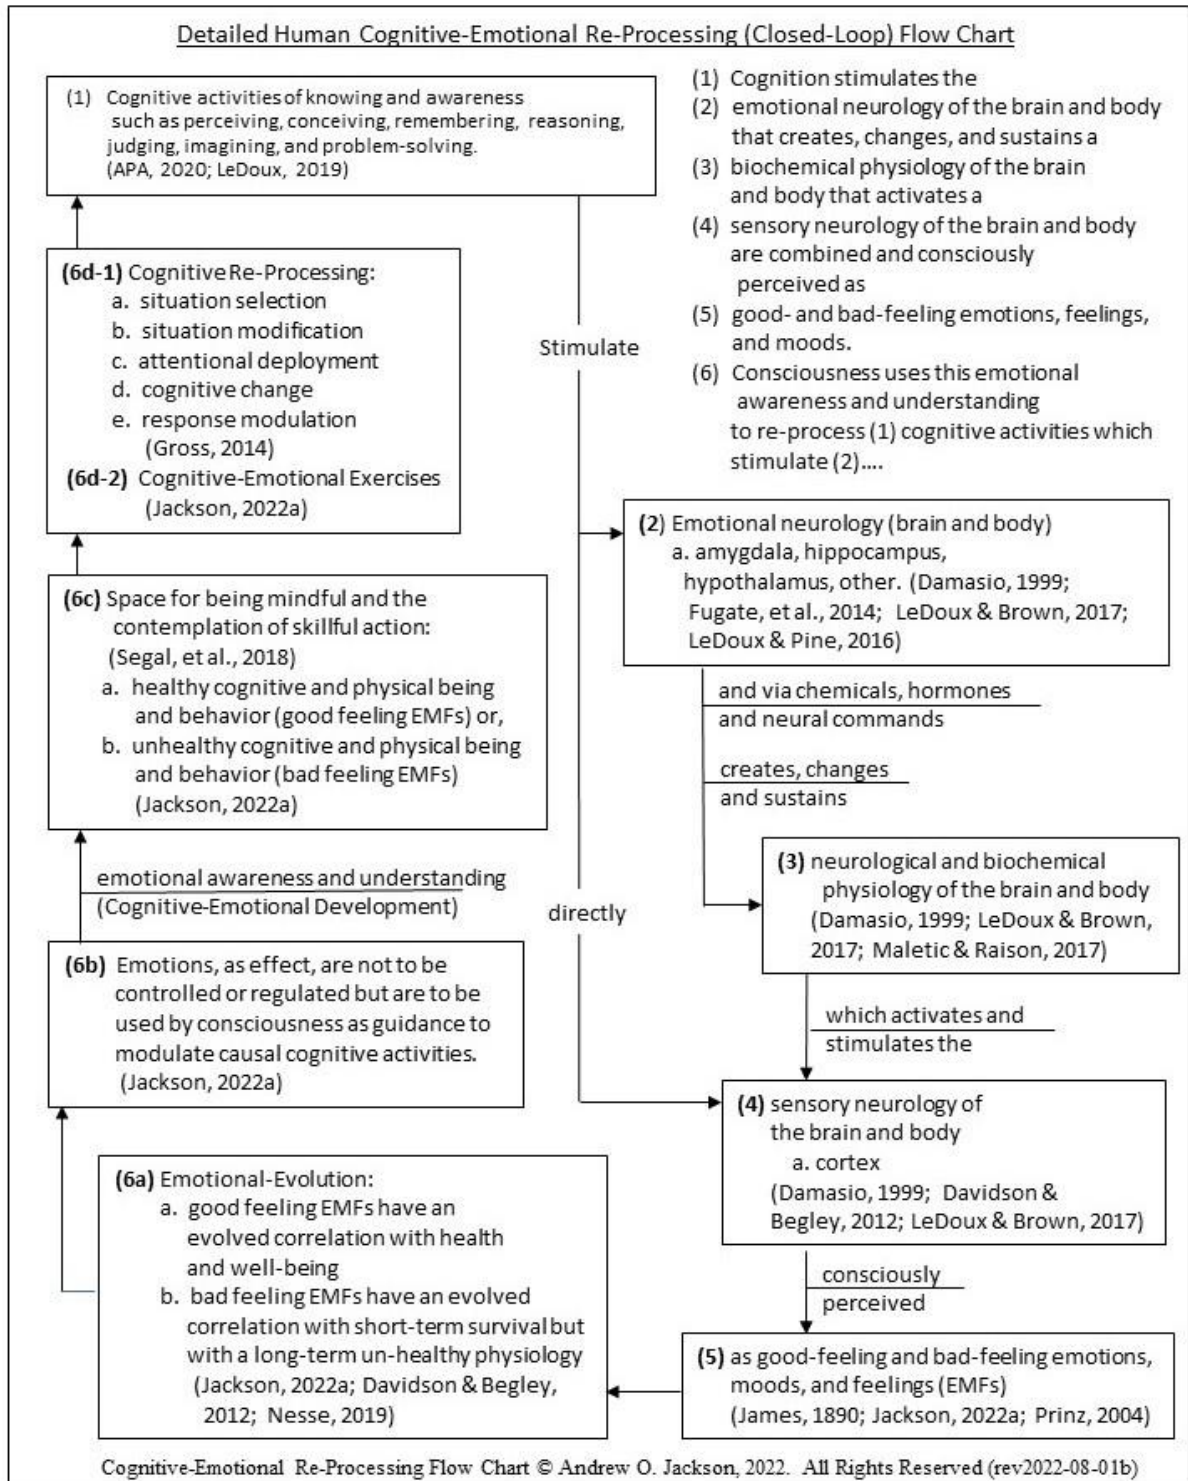 Detailed Human Cognitive-Emotional Re-Processing (Closed-Loop) Flow Chart
(1) Cognitive activities of knowing and awareness
such as perceiving, conceiving, remembering, reasoning,
judging, imagining, and problem-solving.
(APA, 2020; LeDoux, 2019)
(1) Cognition stimulates the
(2) emotional neurology of the brain and body
that creates, changes, and sustains a
(3) biochemical physiology of the brain
and body that activates a
(4) sensory neurology of the brain and body
are combined and consciously
perceived as
(5) good- and bad-feeling emotions, feelings,
and moods.
(6) Consciousness uses this emotional
awareness and understanding
to re-process (1) cognitive activities which
stimulate (2)....
Stimulate
directly
(2) Emotional neurology (brain and body)
a. amygdala, hippocampus,
hypothalamus, other. (Damasio, 1999;
Fugate, et al., 2014; LeDoux & Brown, 2017;
LeDoux & Pine, 2016)
and via chemicals, hormones
and neural commands
creates, changes
and sustains
(3) neurological and biochemical
physiology of the brain and body
(Damasio, 1999; LeDoux & Brown,
2017; Maletic & Raison, 2017)
which activates and
stimulates the
(4) sensory neurology of
the brain and body
a. cortex
(Damasio, 1999; Davidson &
Begley, 2012; LeDoux & Brown, 2017)
consciously
perceived
(5) as good-feeling and bad-feeling emotions,
moods, and feelings (EMFs)
(James, 1890; Jackson, 2022a; Prinz, 2004)
(6a) Emotional-Evolution:
a. good feeling EMFs have an
evolved correlation with health
and well-being
b. bad feeling EMFs have an evolved
correlation with short-term survival but
with a long-term un-healthy physiology
(Jackson, 2022a; Davidson & Begley,
2012; Nesse, 2019)
(6b) Emotions, as effect, are not to be
controlled or regulated but are to be
used by consciousness as guidance to
modulate causal cognitive activities.
(Jackson, 2022a)
emotional awareness and understanding
(Cognitive-Emotional Development)
(6c) Space for being mindful and the
contemplation of skillful action:
(Segal, et al., 2018)
a. healthy cognitive and physical being
and behavior (good feeling EMFs) or,
b. unhealthy cognitive and physical being
and behavior (bad feeling EMFs)
(Jackson, 2022a)
(6d-1) Cognitive Re-Processing:
a. situation selection
b. situation modification
c. attentional deployment
d. cognitive change
e. response modulation
(Gross, 2014)
(6d-2) Cognitive-Emotional Exercises
(Jackson, 2022a)
Cognitive-Emotional Re-Processing Flow Chart © Andrew O. Jackson, 2022. All Rights Reserved (rev2022-08-01b)